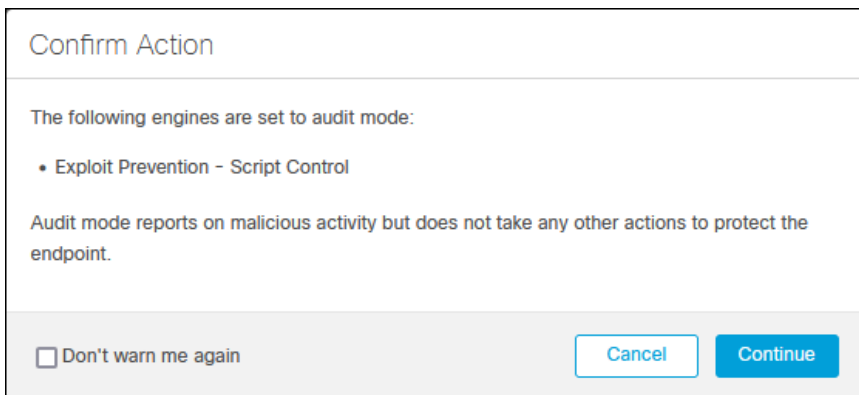 Confirm Action
The following engines are set to audit mode:
• Exploit Prevention - Script Control
Audit mode reports on malicious activity but does not take any other actions to protect the
endpoint.
Don't warn me again
Cancel
Continue